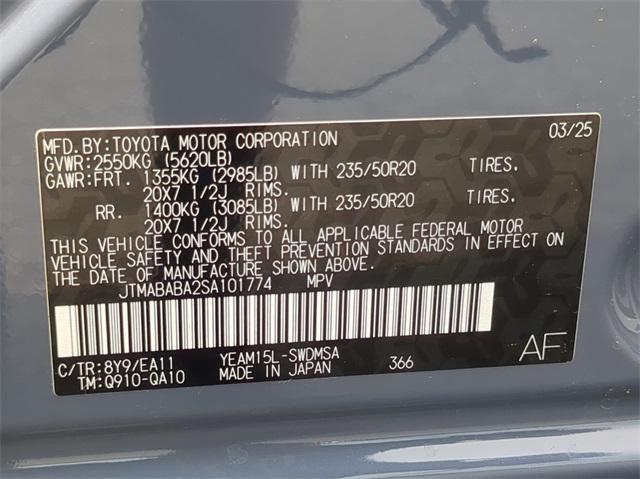 MFD.BY:TOYOTA MOTOR CORPORATION 03/25
GVWR:2550KG (5620LB)
GAWR:FRT. 1355KG (2985LB) WITH 235/50R20 TIRES.
20X7 1/2J RIMS.
RR. 1400KG (3085LB) WITH 235/50R20 TIRES.
20X7 1/2J RIMS.
THIS VEHICLE CONFORMS TO ALL APPLICABLE FEDERAL MOTOR
VEHICLE SAFETY AND THEFT PREVENTION STANDARDS IN EFFECT ON
THE DATE OF MANUFACTURE SHOWN ABOVE.
JTMABABA2SA101774 MPV
C/TR:8Y9/EA11 YEAM15L-SWDMSA 366 AF
TM:Q910-QA10 MADE IN JAPAN